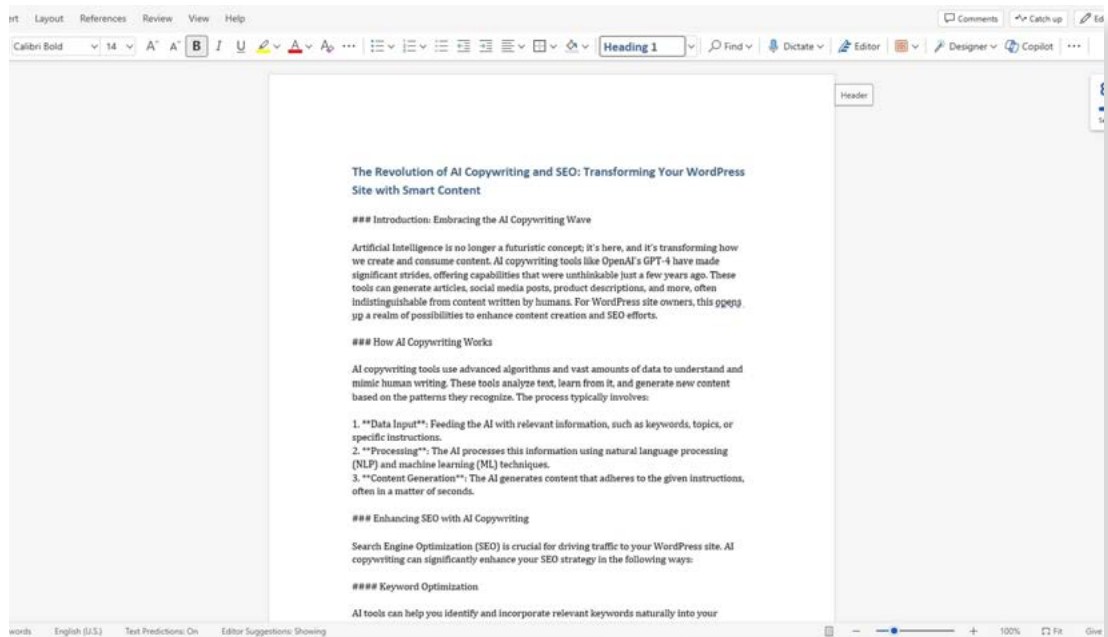 rt Layout References Review View Help Comments Catch up Ed
Calibri Bold 14 A A B I U A A Heading 1 Find Dictate Editor Designer Copilot
Header
The Revolution of AI Copywriting and SEO: Transforming Your WordPress
Site with Smart Content
### Introduction: Embracing the AI Copywriting Wave
Artificial Intelligence is no longer a futuristic concept; it's here, and it's transforming how
we create and consume content. AI copywriting tools like OpenAI's GPT-4 have made
significant strides, offering capabilities that were unthinkable just a few years ago. These
tools can generate articles, social media posts, product descriptions, and more, often
indistinguishable from content written by humans. For WordPress site owners, this opens
up a realm of possibilities to enhance content creation and SEO efforts.
### How AI Copywriting Works
AI copywriting tools use advanced algorithms and vast amounts of data to understand and
mimic human writing. These tools analyze text, learn from it, and generate new content
based on the patterns they recognize. The process typically involves:
1. **Data Input**: Feeding the AI with relevant information, such as keywords, topics, or
specific instructions.
2. **Processing**: The AI processes this information using natural language processing
(NLP) and machine learning (ML) techniques.
3. **Content Generation**: The AI generates content that adheres to the given instructions,
often in a matter of seconds.
### Enhancing SEO with AI Copywriting
Search Engine Optimization (SEO) is crucial for driving traffic to your WordPress site. AI
copywriting can significantly enhance your SEO strategy in the following ways:
#### Keyword Optimization
AI tools can help you identify and incorporate relevant keywords naturally into your
words English (U.S.) Text Predictions: On Editor Suggestions: Showing 100% Fit Give